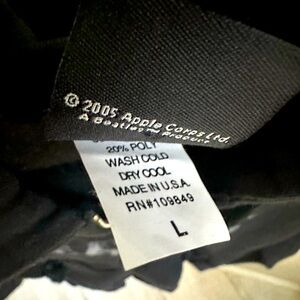 © 2005 Apple Corps Ltd.
A Beatles™ Product
20% POLY
WASH COLD
DRY COOL
MADE IN U.S.A.
RN#109849
L